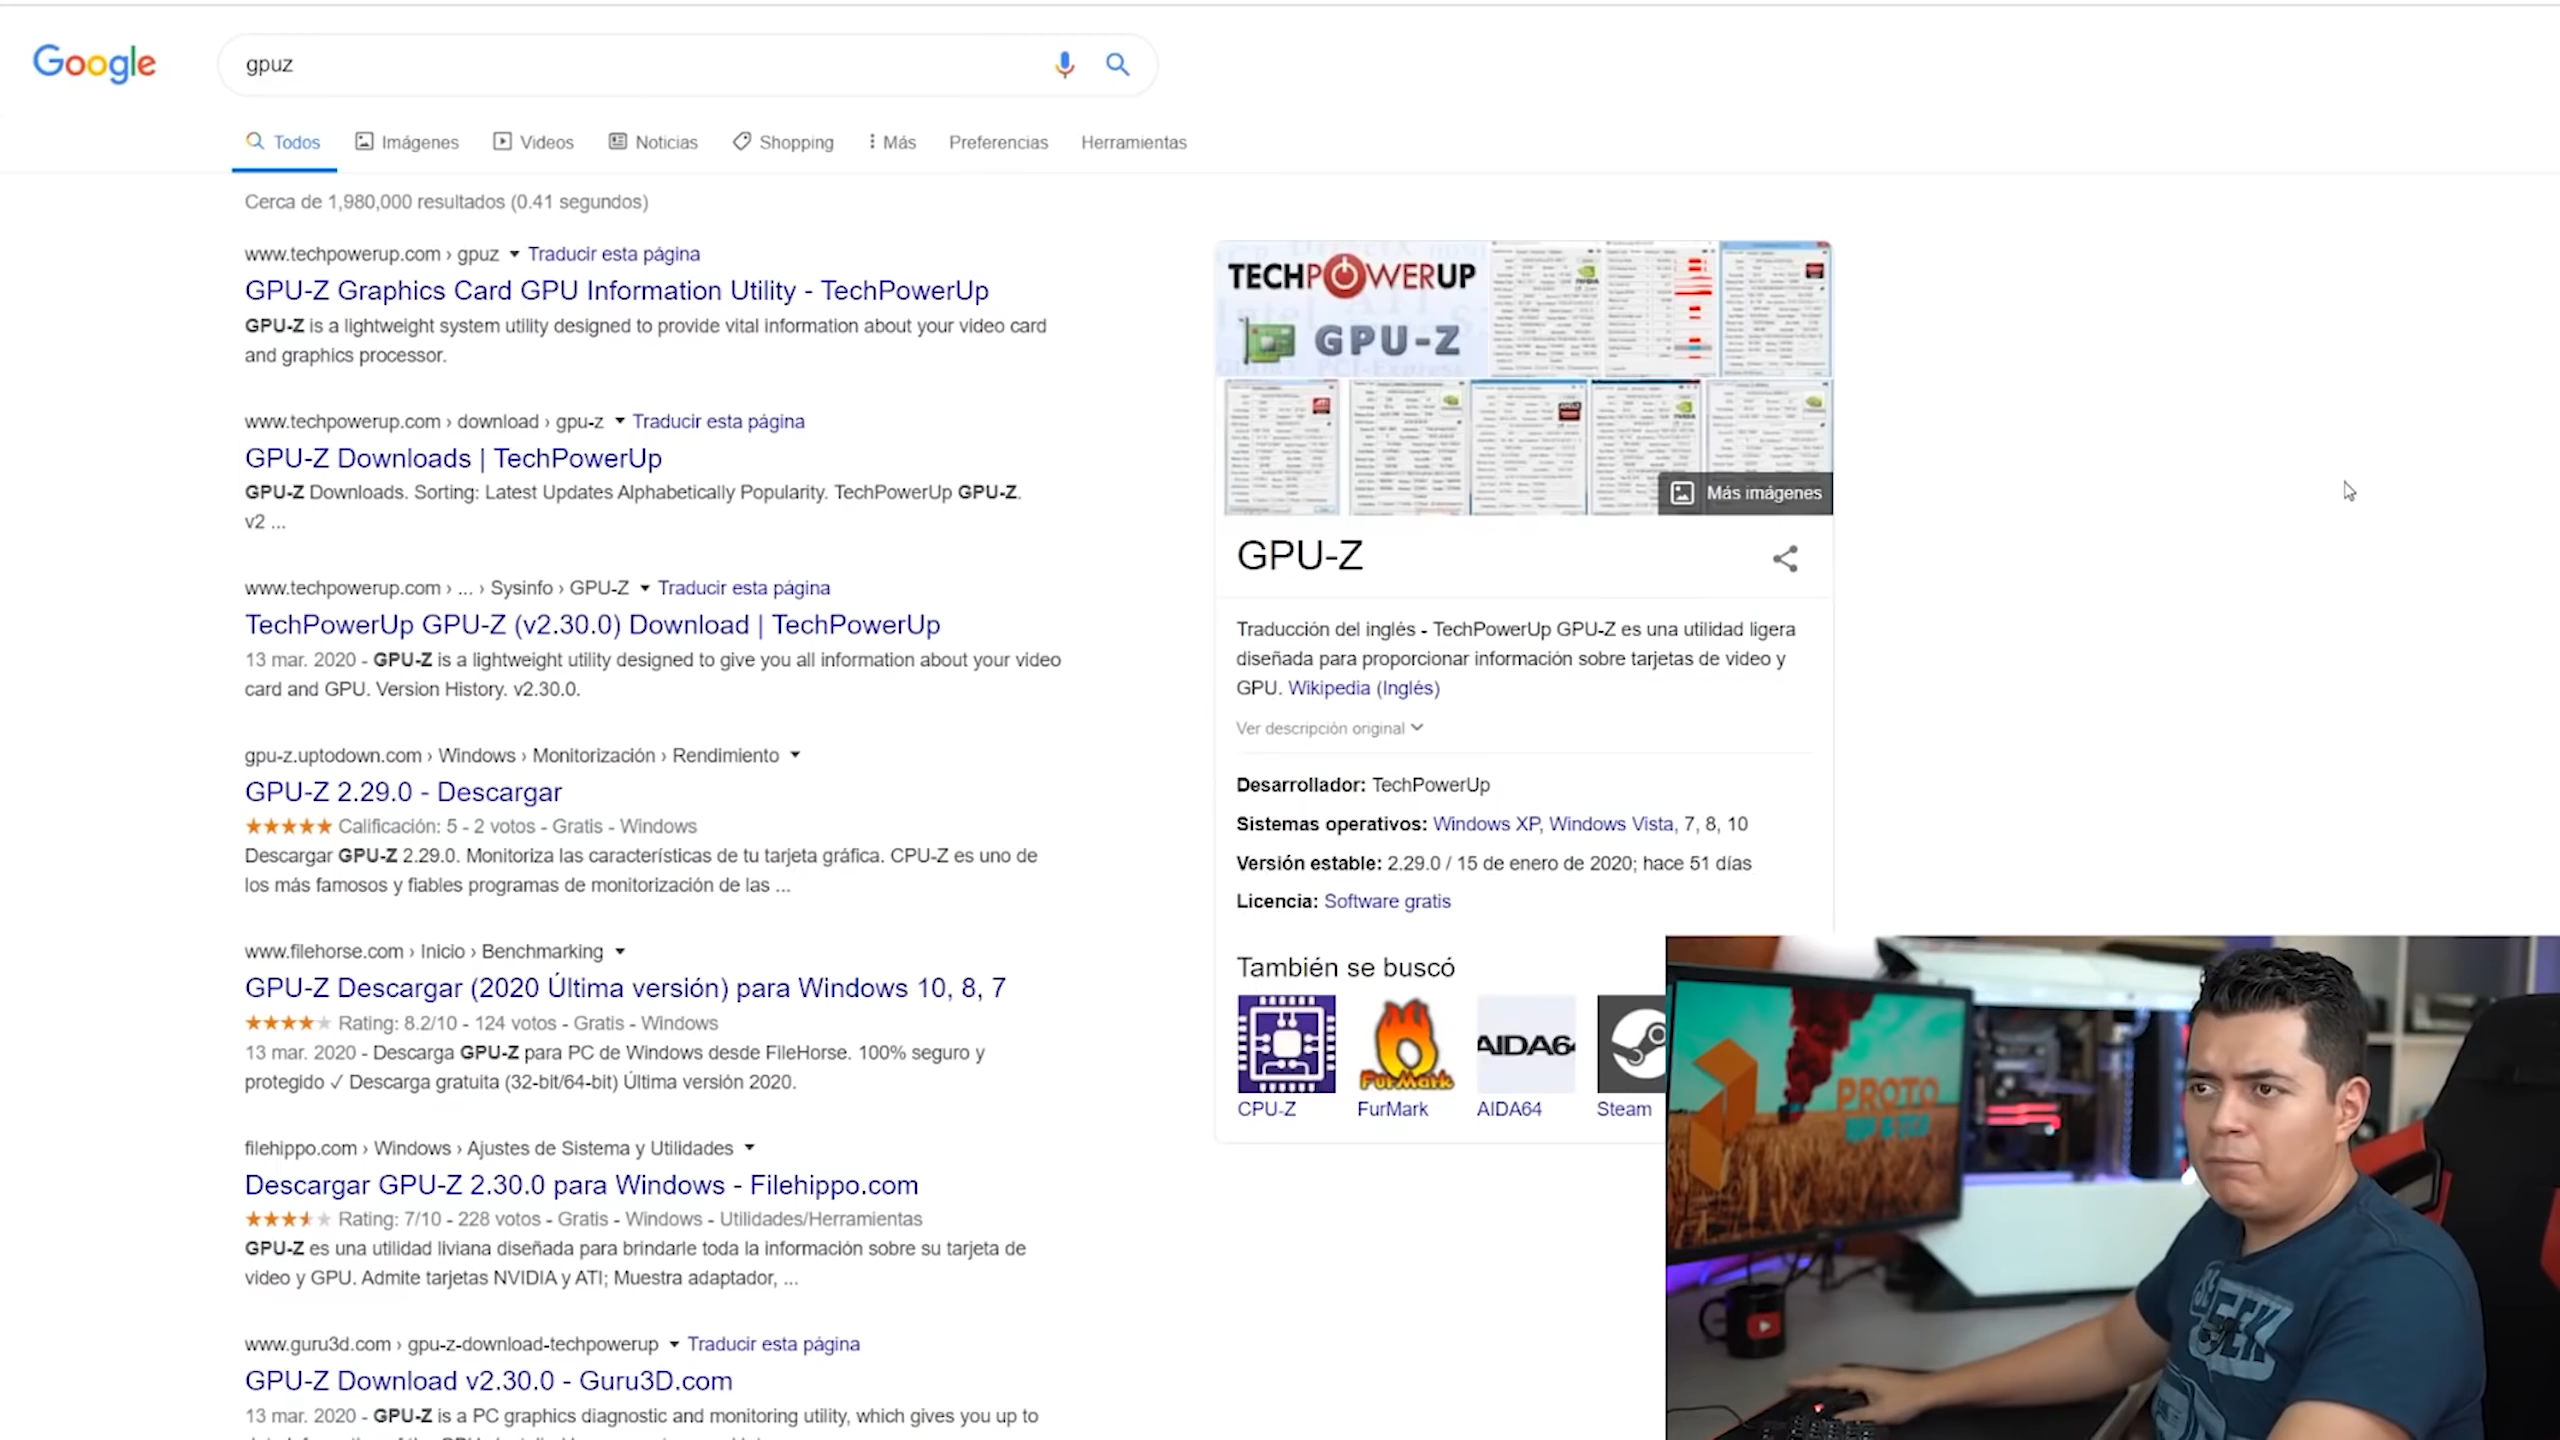 Google
gpuz
Todos
Imágenes
Videos
Noticias
Shopping
Más
Preferencias
Herramientas
Cerca de 1,980,000 resultados (0.41 segundos)
www.techpowerup.com › gpuz ▼ Traducir esta página
GPU-Z Graphics Card GPU Information Utility - TechPowerUp
GPU-Z is a lightweight system utility designed to provide vital information about your video card
and graphics processor.
www.techpowerup.com › download › gpu-z ▼ Traducir esta página
GPU-Z Downloads | TechPowerUp
GPU-Z Downloads. Sorting: Latest Updates Alphabetically Popularity. TechPowerUp GPU-Z.
v2 ...
www.techpowerup.com › ... › Sysinfo › GPU-Z ▼ Traducir esta página
TechPowerUp GPU-Z (v2.30.0) Download | TechPowerUp
13 mar. 2020 - GPU-Z is a lightweight utility designed to give you all information about your video
card and GPU. Version History. v2.30.0.
gpu-z.uptodown.com › Windows › Monitorización › Rendimiento ▼
GPU-Z 2.29.0 - Descargar
★★★★★ Calificación: 5 - 2 votos - Gratis - Windows
Descargar GPU-Z 2.29.0. Monitoriza las características de tu tarjeta gráfica. CPU-Z es uno de
los más famosos y fiables programas de monitorización de las ...
www.filehorse.com › Inicio › Benchmarking ▼
GPU-Z Descargar (2020 Última versión) para Windows 10, 8, 7
★★★★★ Rating: 8.2/10 - 124 votos - Gratis - Windows
13 mar. 2020 - Descarga GPU-Z para PC de Windows desde FileHorse. 100% seguro y
protegido ✓ Descarga gratuita (32-bit/64-bit) Última versión 2020.
filehippo.com › Windows › Ajustes de Sistema y Utilidades ▼
Descargar GPU-Z 2.30.0 para Windows - Filehippo.com
★★★★★ Rating: 7/10 - 228 votos - Gratis - Windows - Utilidades/Herramientas
GPU-Z es una utilidad liviana diseñada para brindarle toda la información sobre su tarjeta de
video y GPU. Admite tarjetas NVIDIA y ATI; Muestra adaptador, ...
www.guru3d.com › gpu-z-download-techpowerup ▼ Traducir esta página
GPU-Z Download v2.30.0 - Guru3D.com
13 mar. 2020 - GPU-Z is a PC graphics diagnostic and monitoring utility, which gives you up to
TECHPOWERUP
GPU-Z
Más imágenes
GPU-Z
Traducción del inglés - TechPowerUp GPU-Z es una utilidad ligera
diseñada para proporcionar información sobre tarjetas de video y
GPU. Wikipedia (Inglés)
Ver descripción original
Desarrollador: TechPowerUp
Sistemas operativos: Windows XP, Windows Vista, 7, 8, 10
Versión estable: 2.29.0 / 15 de enero de 2020; hace 51 días
Licencia: Software gratis
También se buscó
FurMark
AIDA64
CPU-Z
FurMark
AIDA64
Steam
PROTO